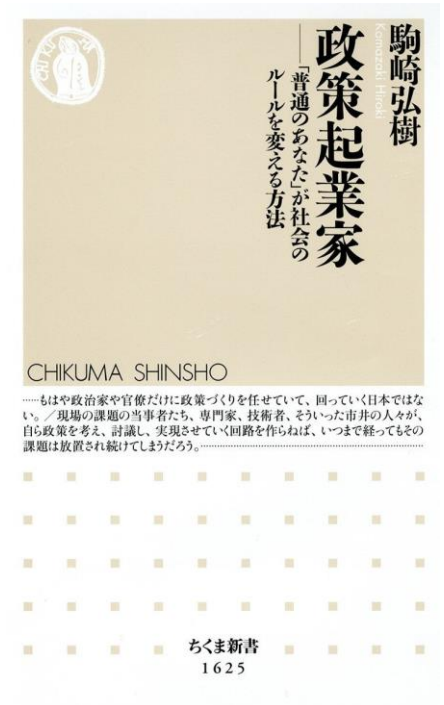 駒崎弘樹
Komazaki Hiroki
政策起業家
──「普通のあなた」が社会の
ルールを変える方法
CHIKUMA SHINSHO
……もはや政治家や官僚だけに政策づくりを任せていて、回っていく日本ではな
い。／現場の課題の当事者たち、専門家、技術者、そういった市井の人々が、
自ら政策を考え、討議し、実現させていく回路を作らねば、いつまで経ってもその
課題は放置され続けてしまうだろう。……
ちくま新書
1625